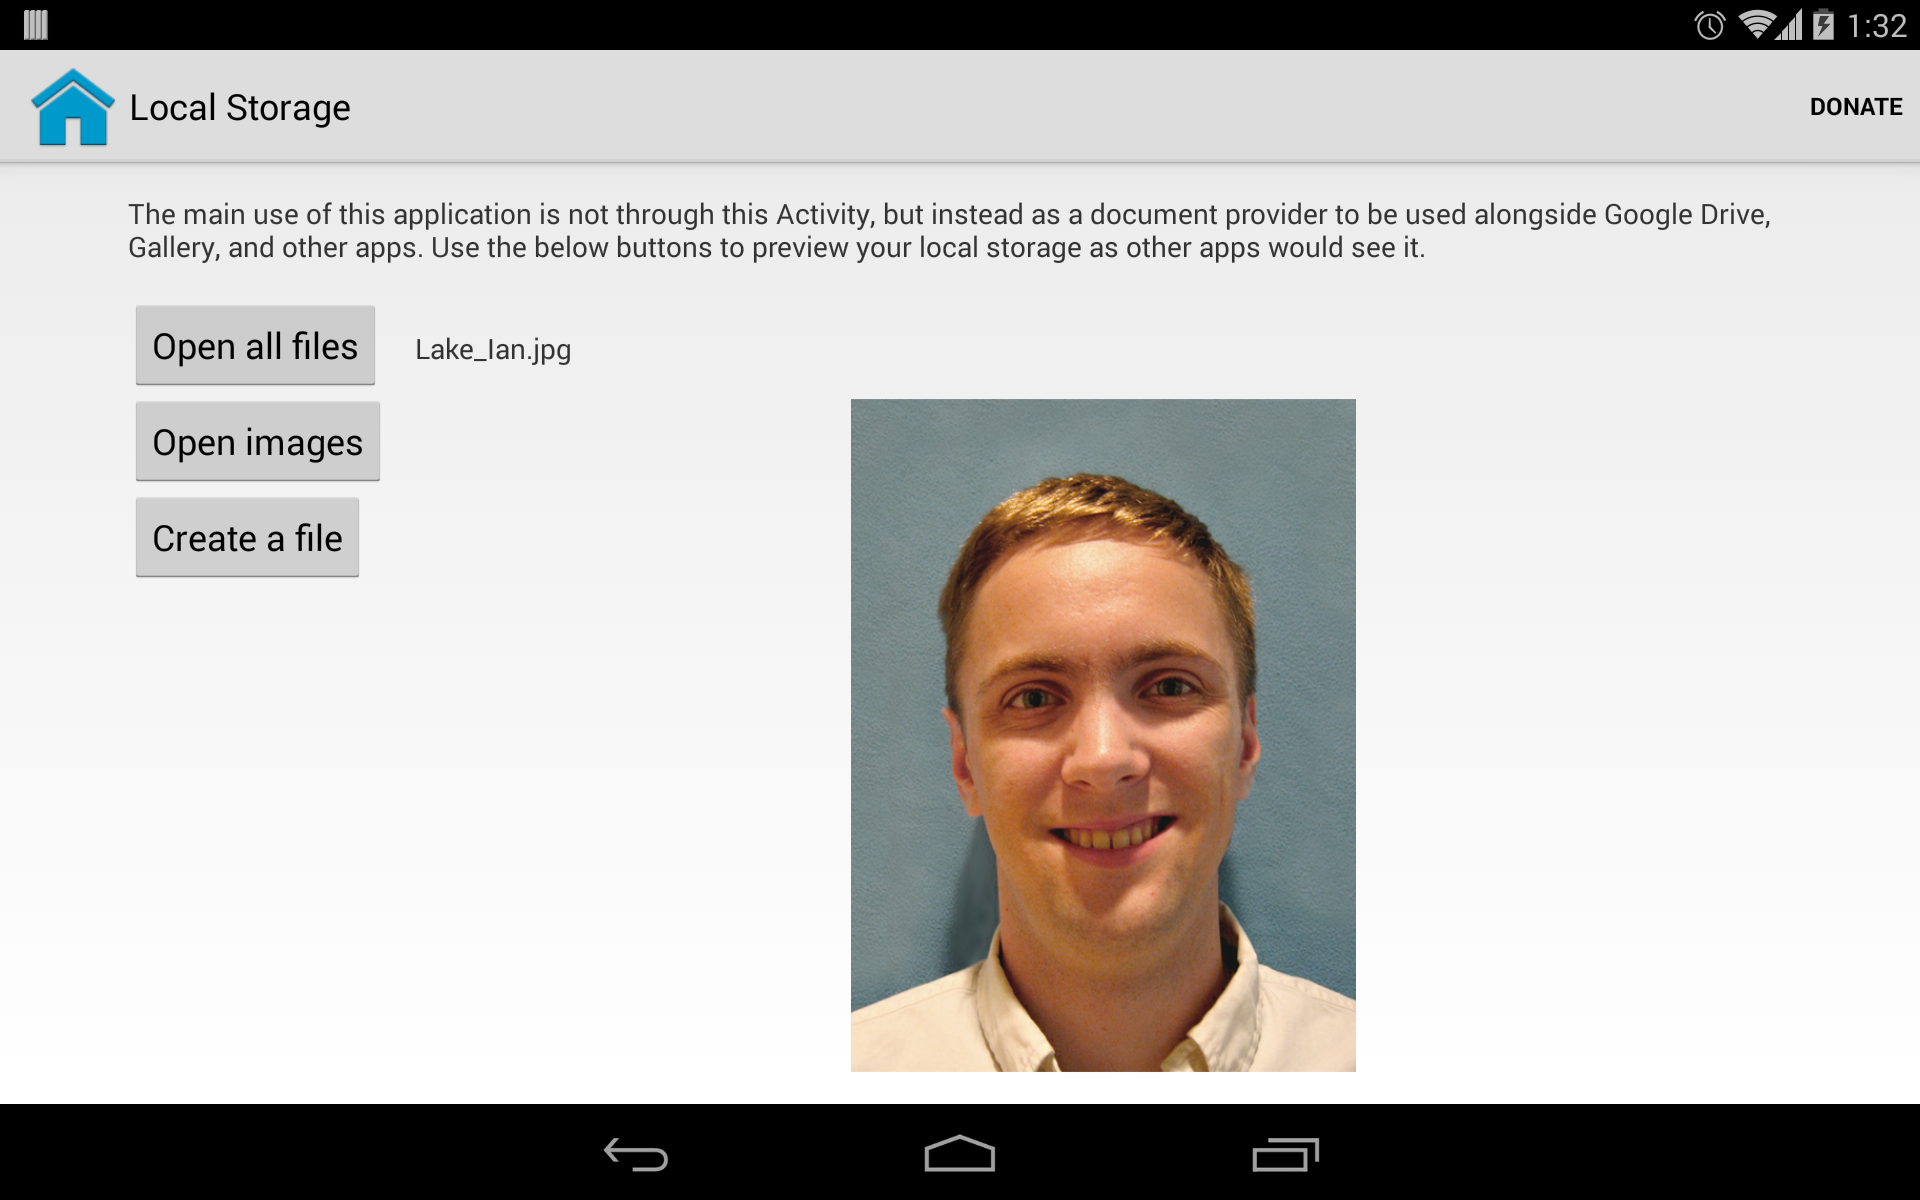 1:32
Local Storage
DONATE
The main use of this application is not through this Activity, but instead as a document provider to be used alongside Google Drive,
Gallery, and other apps. Use the below buttons to preview your local storage as other apps would see it.
Open all files
Lake_Ian.jpg
Open images
Create a file